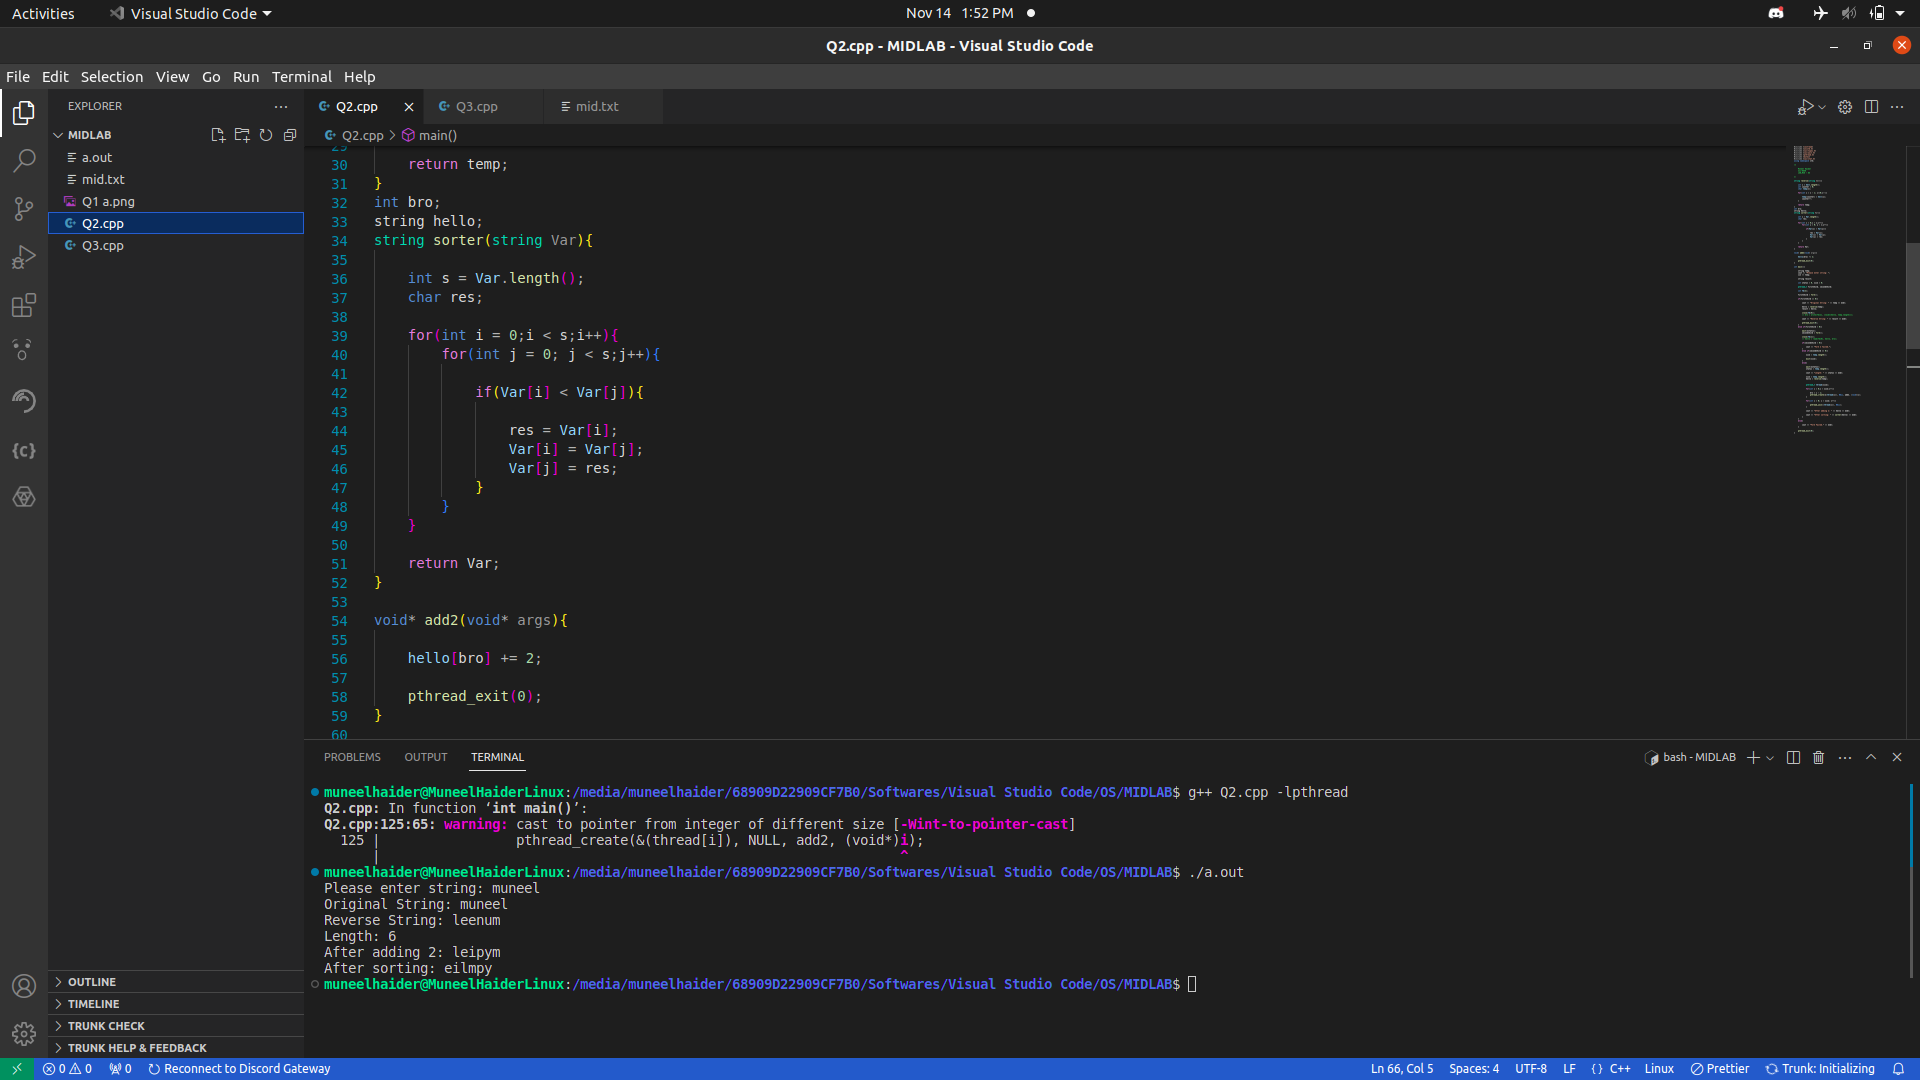 Activities Visual Studio Code Nov 14 1:52 PM
Q2.cpp - MIDLAB - Visual Studio Code
File Edit Selection View Go Run Terminal Help
EXPLORER
MIDLAB
a.out
mid.txt
Q1 a.png
Q2.cpp
Q3.cpp
OUTLINE
TIMELINE
TRUNK CHECK
TRUNK HELP & FEEDBACK
Q2.cpp Q3.cpp mid.txt
Q2.cpp > main()
29
30 return temp;
31 }
32 int bro;
33 string hello;
34 string sorter(string Var){
35
36 int s = Var.length();
37 char res;
38
39 for(int i = 0;i < s;i++){
40 for(int j = 0; j < s;j++){
41
42 if(Var[i] < Var[j]){
43
44 res = Var[i];
45 Var[i] = Var[j];
46 Var[j] = res;
47 }
48 }
49 }
50
51 return Var;
52 }
53
54 void* add2(void* args){
55
56 hello[bro] += 2;
57
58 pthread_exit(0);
59 }
60
PROBLEMS OUTPUT TERMINAL bash - MIDLAB
muneelhaider@MuneelHaiderLinux:/media/muneelhaider/68909D22909CF7B0/Softwares/Visual Studio Code/OS/MIDLAB$ g++ Q2.cpp -lpthread
Q2.cpp: In function ‘int main()’:
Q2.cpp:125:65: warning: cast to pointer from integer of different size [-Wint-to-pointer-cast]
125 | pthread_create(&(thread[i]), NULL, add2, (void*)i);
| ^
muneelhaider@MuneelHaiderLinux:/media/muneelhaider/68909D22909CF7B0/Softwares/Visual Studio Code/OS/MIDLAB$ ./a.out
Please enter string: muneel
Original String: muneel
Reverse String: leenum
Length: 6
After adding 2: leipym
After sorting: eilmpy
muneelhaider@MuneelHaiderLinux:/media/muneelhaider/68909D22909CF7B0/Softwares/Visual Studio Code/OS/MIDLAB$
0 0 0 Reconnect to Discord Gateway Ln 66, Col 5 Spaces: 4 UTF-8 LF {} C++ Linux Prettier Trunk: Initializing